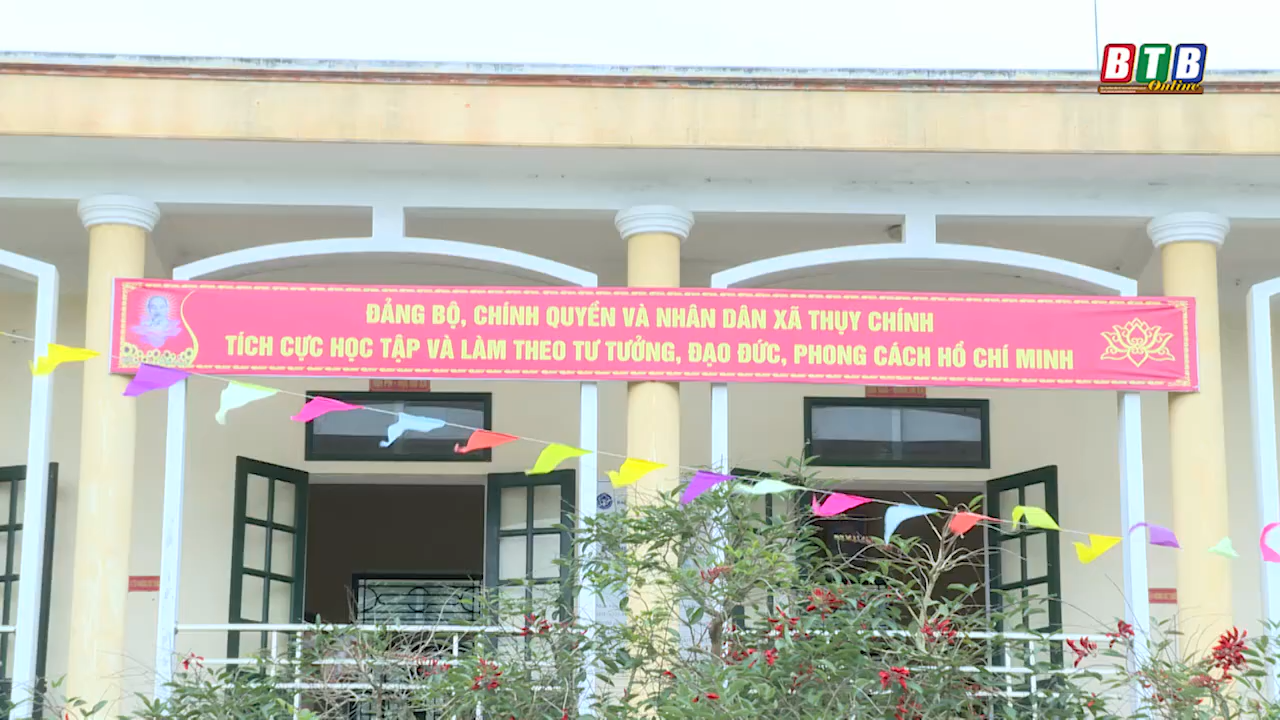 BTB
Online
ĐẢNG BỘ, CHÍNH QUYỀN VÀ NHÂN DÂN XÃ THỤY CHÍNH
TÍCH CỰC HỌC TẬP VÀ LÀM THEO TƯ TƯỞNG, ĐẠO ĐỨC, PHONG CÁCH HỒ CHÍ MINH